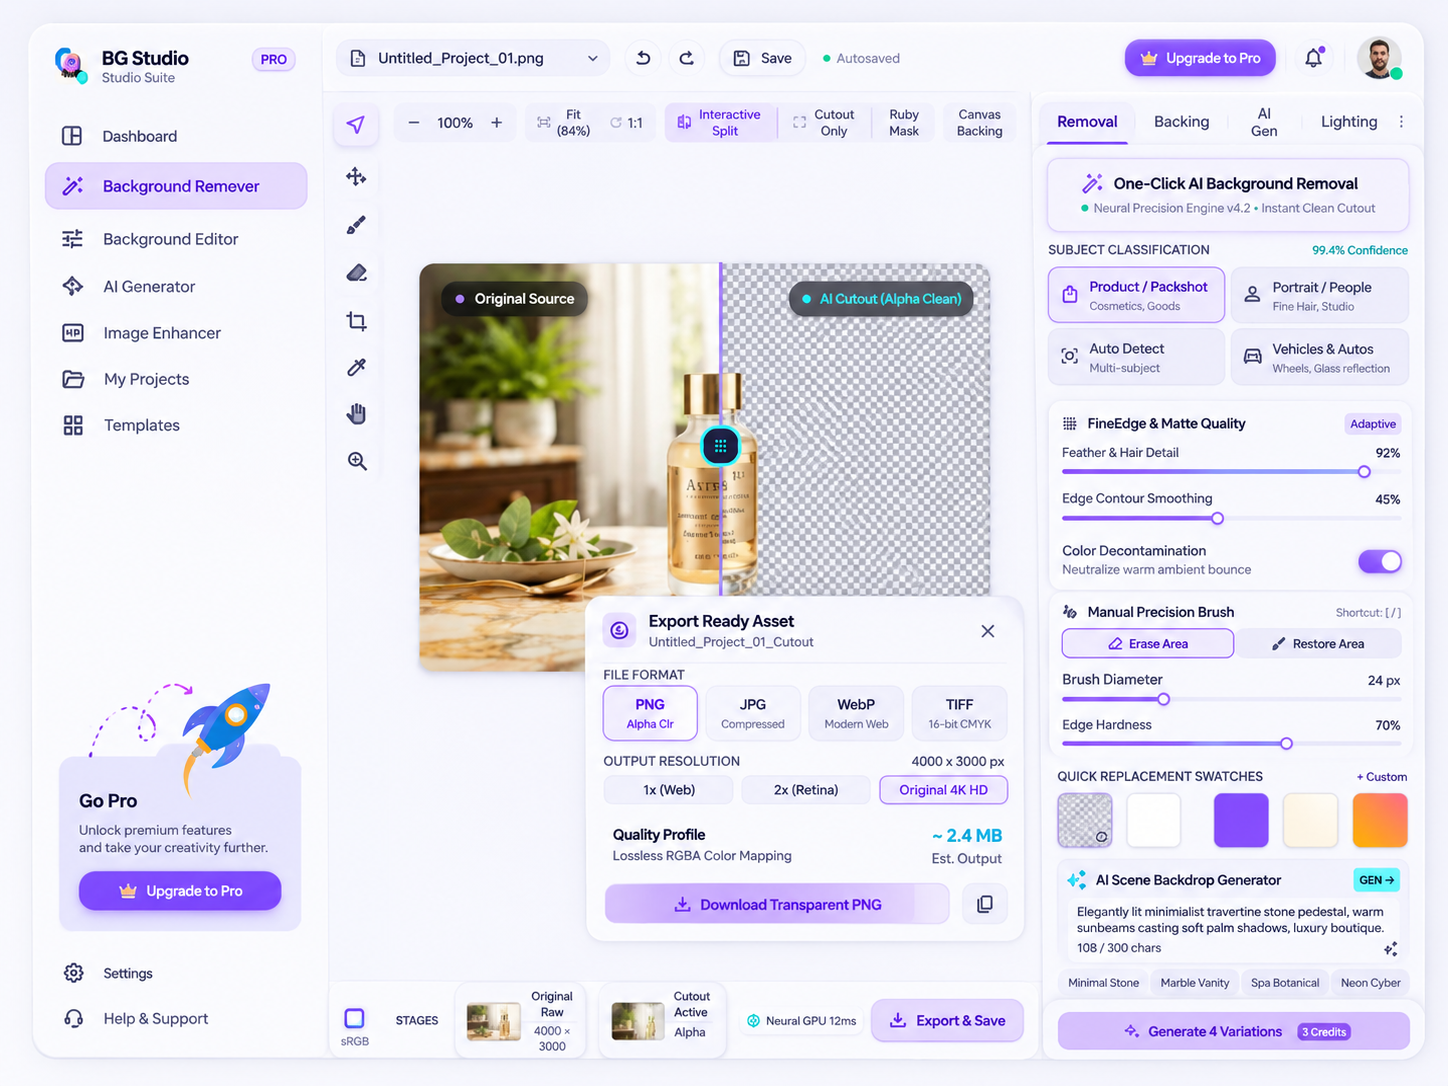 BG Studio
Studio Suite
PRO
Dashboard
Background Remever
Background Editor
AI Generator
HP
Image Enhancer
My Projects
Templates
Go Pro
Unlock premium features
and take your creativity further.
Upgrade to Pro
Settings
Help & Support
Untitled_Project_01.png
Save
Autosaved
Upgrade to Pro
100%
Fit
(84%)
1:1
Interactive
Split
Cutout
Only
Ruby
Mask
Canvas
Backing
Original Source
AI Cutout (Alpha Clean)
Export Ready Asset
Untitled_Project_01_Cutout
FILE FORMAT
PNG
Alpha Clr
JPG
Compressed
WebP
Modern Web
TIFF
16-bit CMYK
OUTPUT RESOLUTION
4000 x 3000 px
1x (Web)
2x (Retina)
Original 4K HD
Quality Profile
Lossless RGBA Color Mapping
~ 2.4 MB
Est. Output
Download Transparent PNG
sRGB
STAGES
Original
Raw
4000 ×
3000
Cutout
Active
Alpha
Neural GPU 12ms
Export & Save
Removal
Backing
AI
Gen
Lighting
One-Click AI Background Removal
Neural Precision Engine v4.2 • Instant Clean Cutout
SUBJECT CLASSIFICATION
99.4% Confidence
Product / Packshot
Cosmetics, Goods
Portrait / People
Fine Hair, Studio
Auto Detect
Multi-subject
Vehicles & Autos
Wheels, Glass reflection
FineEdge & Matte Quality
Adaptive
Feather & Hair Detail
92%
Edge Contour Smoothing
45%
Color Decontamination
Neutralize warm ambient bounce
Manual Precision Brush
Shortcut: [ / ]
Erase Area
Restore Area
Brush Diameter
24 px
Edge Hardness
70%
QUICK REPLACEMENT SWATCHES
+ Custom
AI Scene Backdrop Generator
GEN →
Elegantly lit minimialist travertine stone pedestal, warm
sunbeams casting soft palm shadows, luxury boutique.
108 / 300 chars
Minimal Stone
Marble Vanity
Spa Botanical
Neon Cyber
Generate 4 Variations
3 Credits